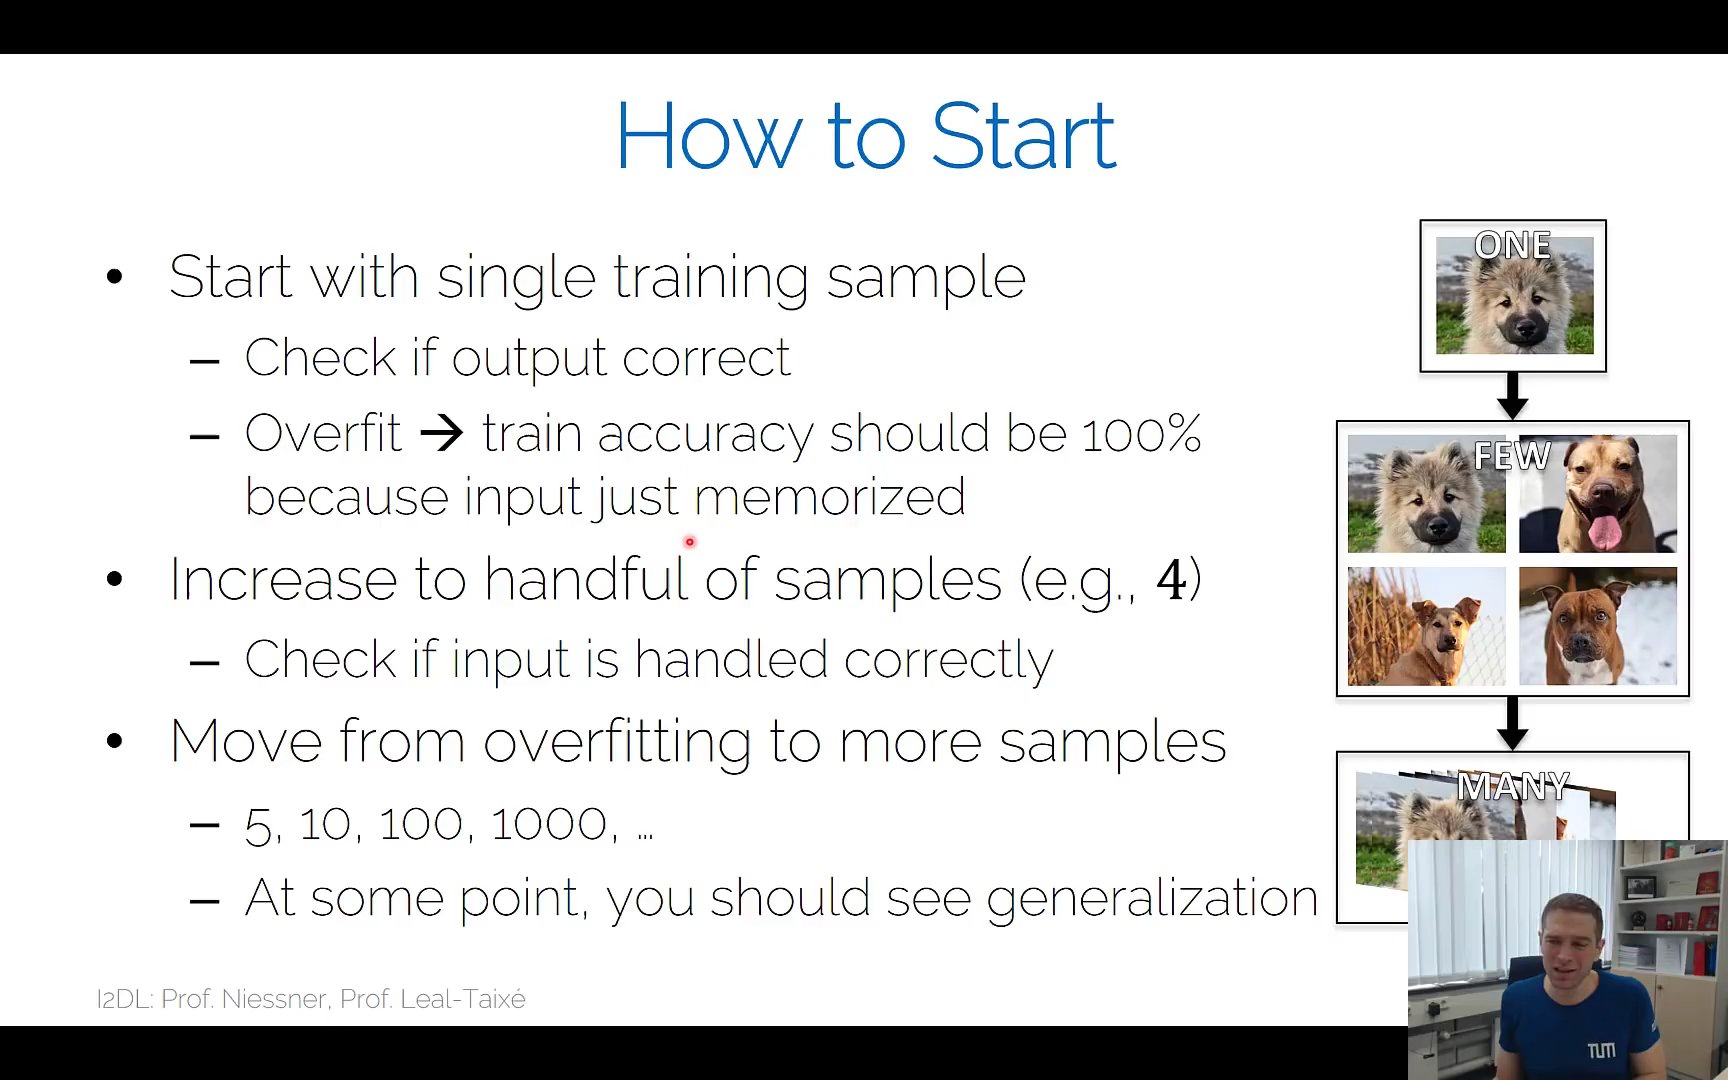 How to Start
• Start with single training sample
– Check if output correct
– Overfit → train accuracy should be 100%
because input just memorized
• Increase to handful of samples (e.g., 4)
– Check if input is handled correctly
• Move from overfitting to more samples
– 5, 10, 100, 1000, ...
– At some point, you should see generalization
ONE
FEW
MANY
I2DL: Prof. Niessner, Prof. Leal-Taixé
TUM